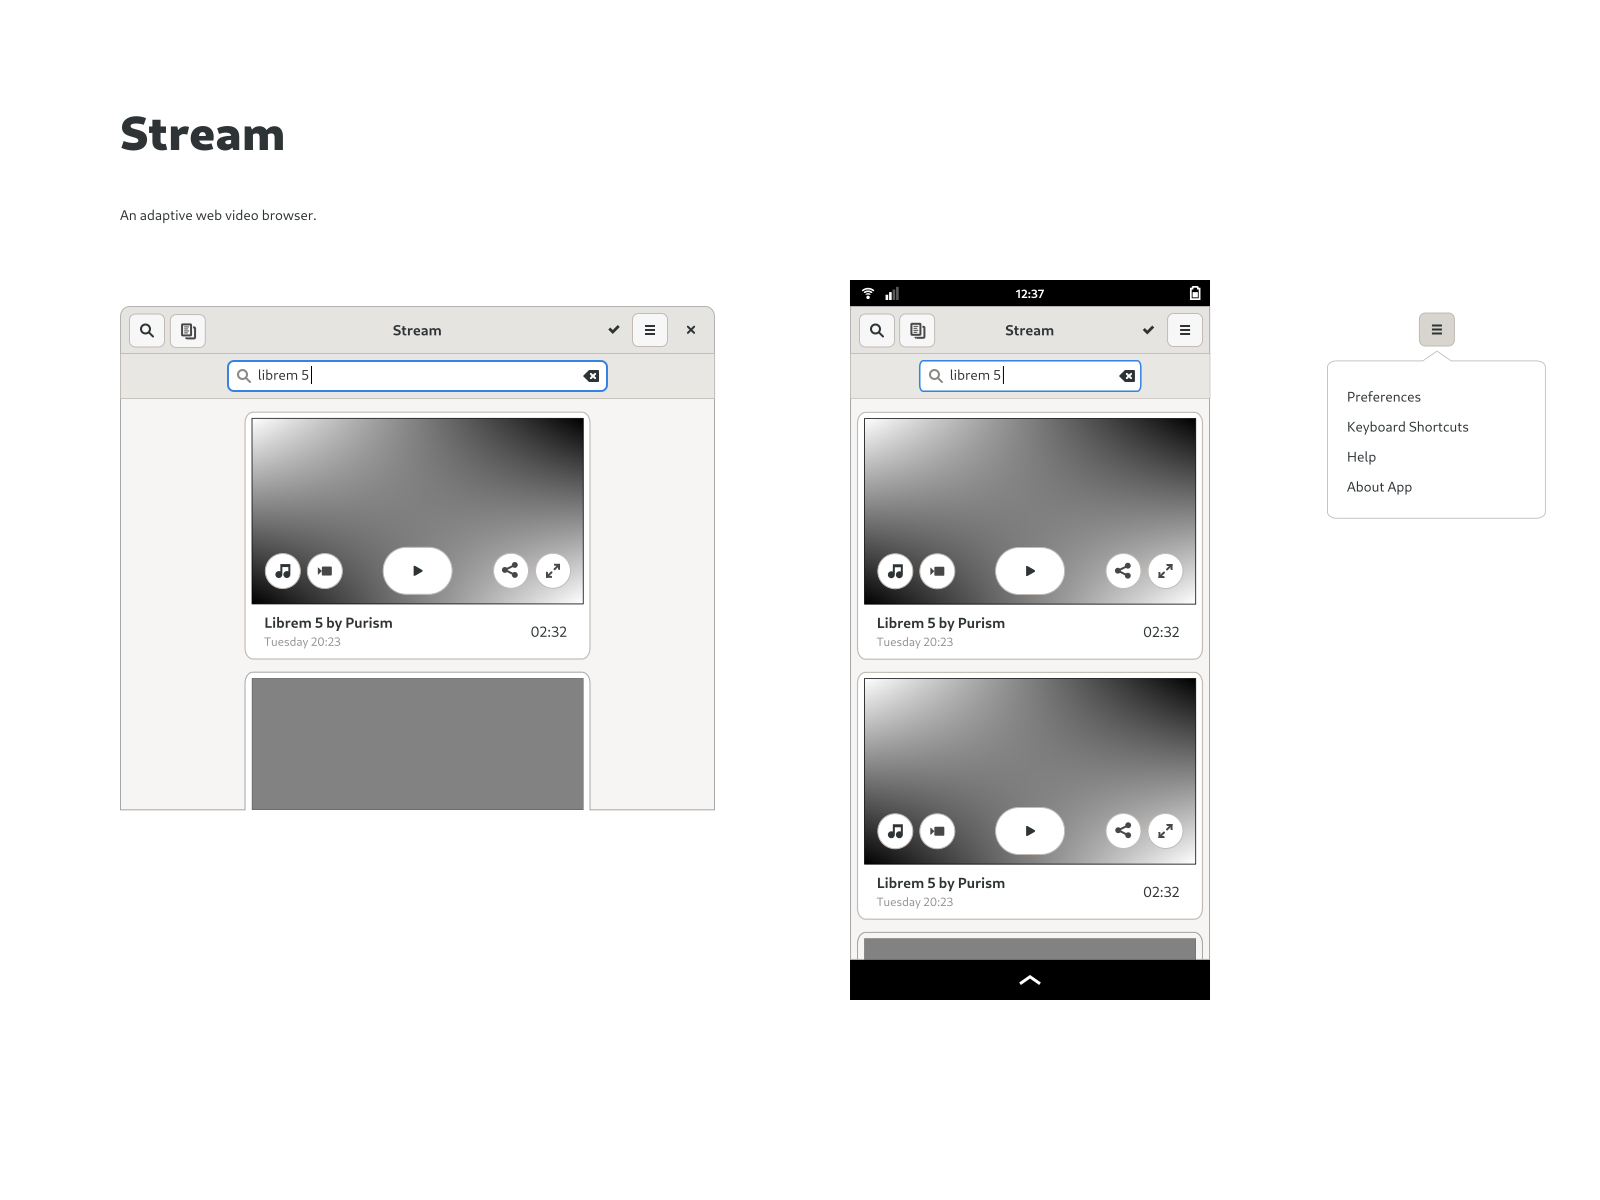 Stream
An adaptive web video browser.
Stream
librem 5
Librem 5 by Purism
Tuesday 20:23
02:32
12:37
Stream
librem 5
Librem 5 by Purism
Tuesday 20:23
02:32
Librem 5 by Purism
Tuesday 20:23
02:32
Preferences
Keyboard Shortcuts
Help
About App